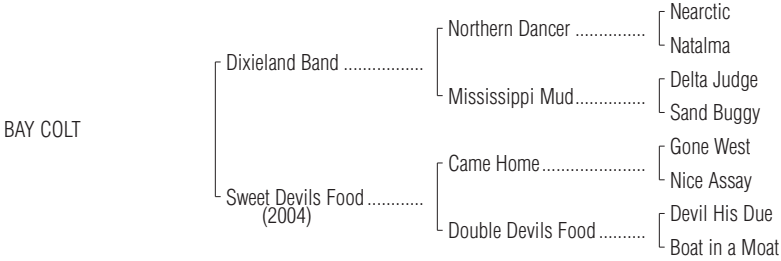 Nearctic
Northern Dancer ...............
Natalma
Dixieland Band .................
Delta Judge
Mississippi Mud...............
Sand Buggy
BAY COLT
Gone West
Came Home......................
Nice Assay
Sweet Devils Food ............
(2004)
Devil His Due
Double Devils Food ..........
Boat in a Moat